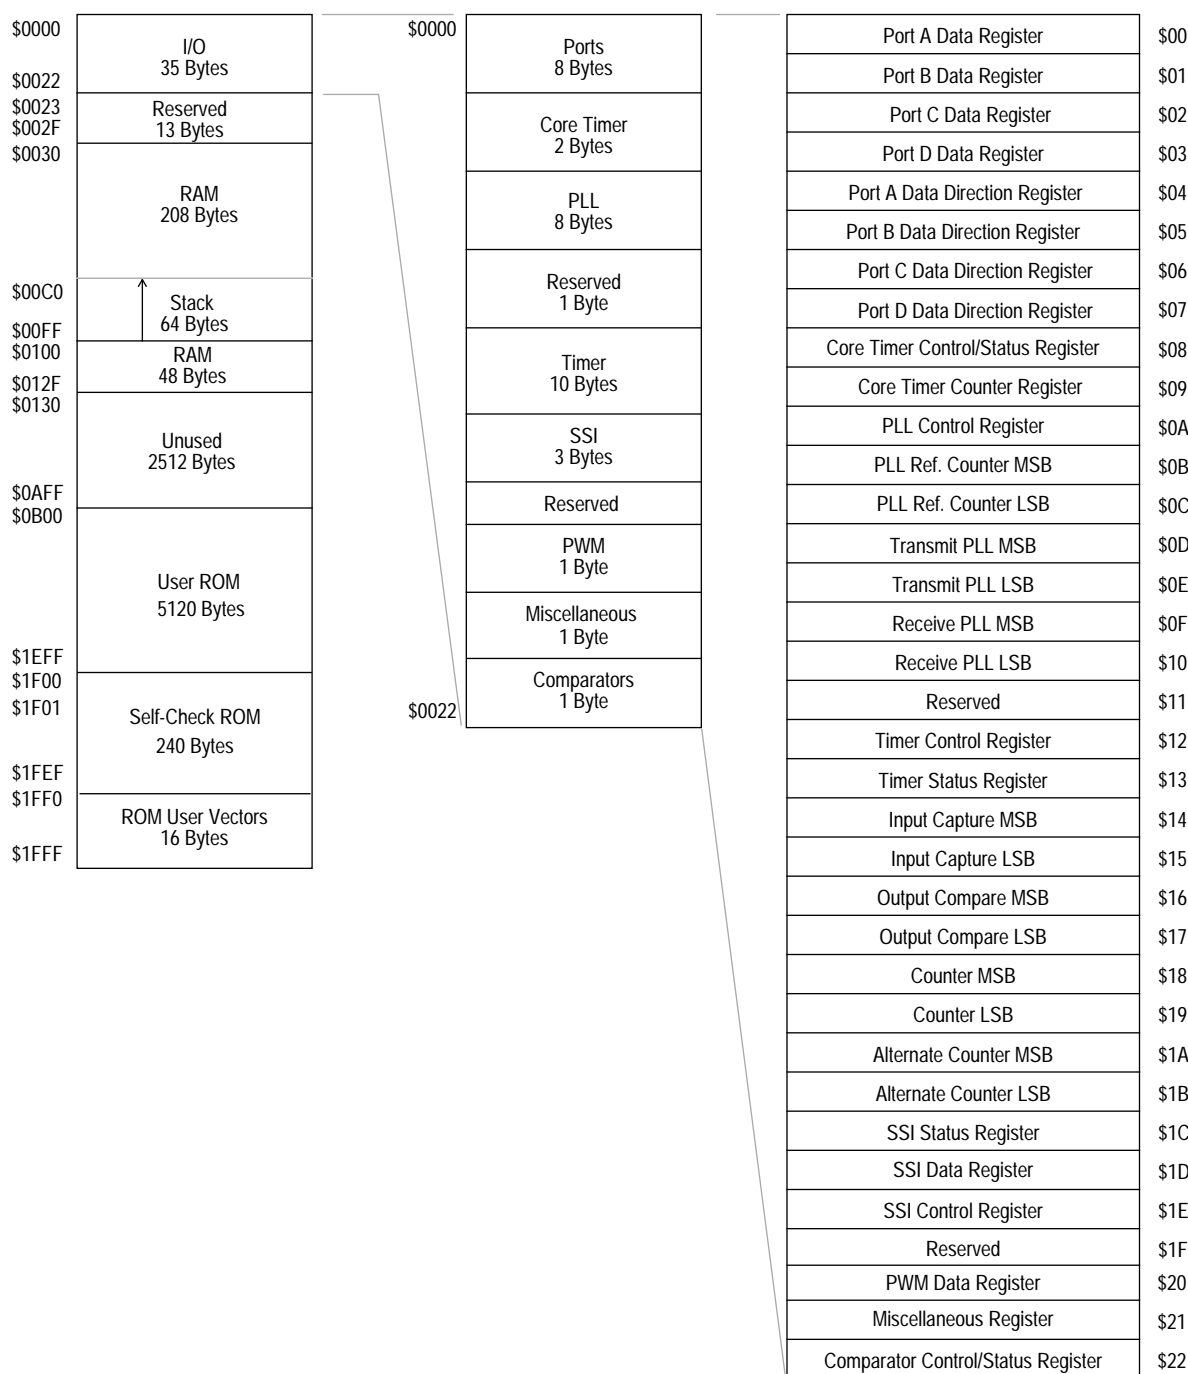 $0000
I/O
35 Bytes
$0022
$0023
Reserved
$002F
13 Bytes
$0030
RAM
208 Bytes
$00C0
Stack
64 Bytes
$00FF
$0100
RAM
48 Bytes
$012F
$0130
Unused
2512 Bytes
$0AFF
$0B00
User ROM
5120 Bytes
$1EFF
$1F00
$1F01
Self-Check ROM
240 Bytes
$1FEF
$1FF0
ROM User Vectors
16 Bytes
$1FFF
$0000
Ports
8 Bytes
Core Timer
2 Bytes
PLL
8 Bytes
Reserved
1 Byte
Timer
10 Bytes
SSI
3 Bytes
Reserved
PWM
1 Byte
Miscellaneous
1 Byte
Comparators
1 Byte
$0022
Port A Data Register $00
Port B Data Register $01
Port C Data Register $02
Port D Data Register $03
Port A Data Direction Register $04
Port B Data Direction Register $05
Port C Data Direction Register $06
Port D Data Direction Register $07
Core Timer Control/Status Register $08
Core Timer Counter Register $09
PLL Control Register $0A
PLL Ref. Counter MSB $0B
PLL Ref. Counter LSB $0C
Transmit PLL MSB $0D
Transmit PLL LSB $0E
Receive PLL MSB $0F
Receive PLL LSB $10
Reserved $11
Timer Control Register $12
Timer Status Register $13
Input Capture MSB $14
Input Capture LSB $15
Output Compare MSB $16
Output Compare LSB $17
Counter MSB $18
Counter LSB $19
Alternate Counter MSB $1A
Alternate Counter LSB $1B
SSI Status Register $1C
SSI Data Register $1D
SSI Control Register $1E
Reserved $1F
PWM Data Register $20
Miscellaneous Register $21
Comparator Control/Status Register $22